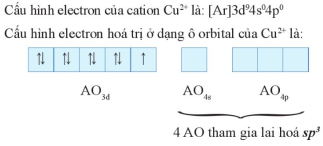 Cấu hình electron của cation Cu²⁺ là: [Ar]3d⁹4s⁰4p⁰
Cấu hình electron hoá trị ở dạng ô orbital của Cu²⁺ là:
⥮ ⥮ ⥮ ⥮ ↑
AO₃d AO₄s AO₄p
4 AO tham gia lai hoá sp³